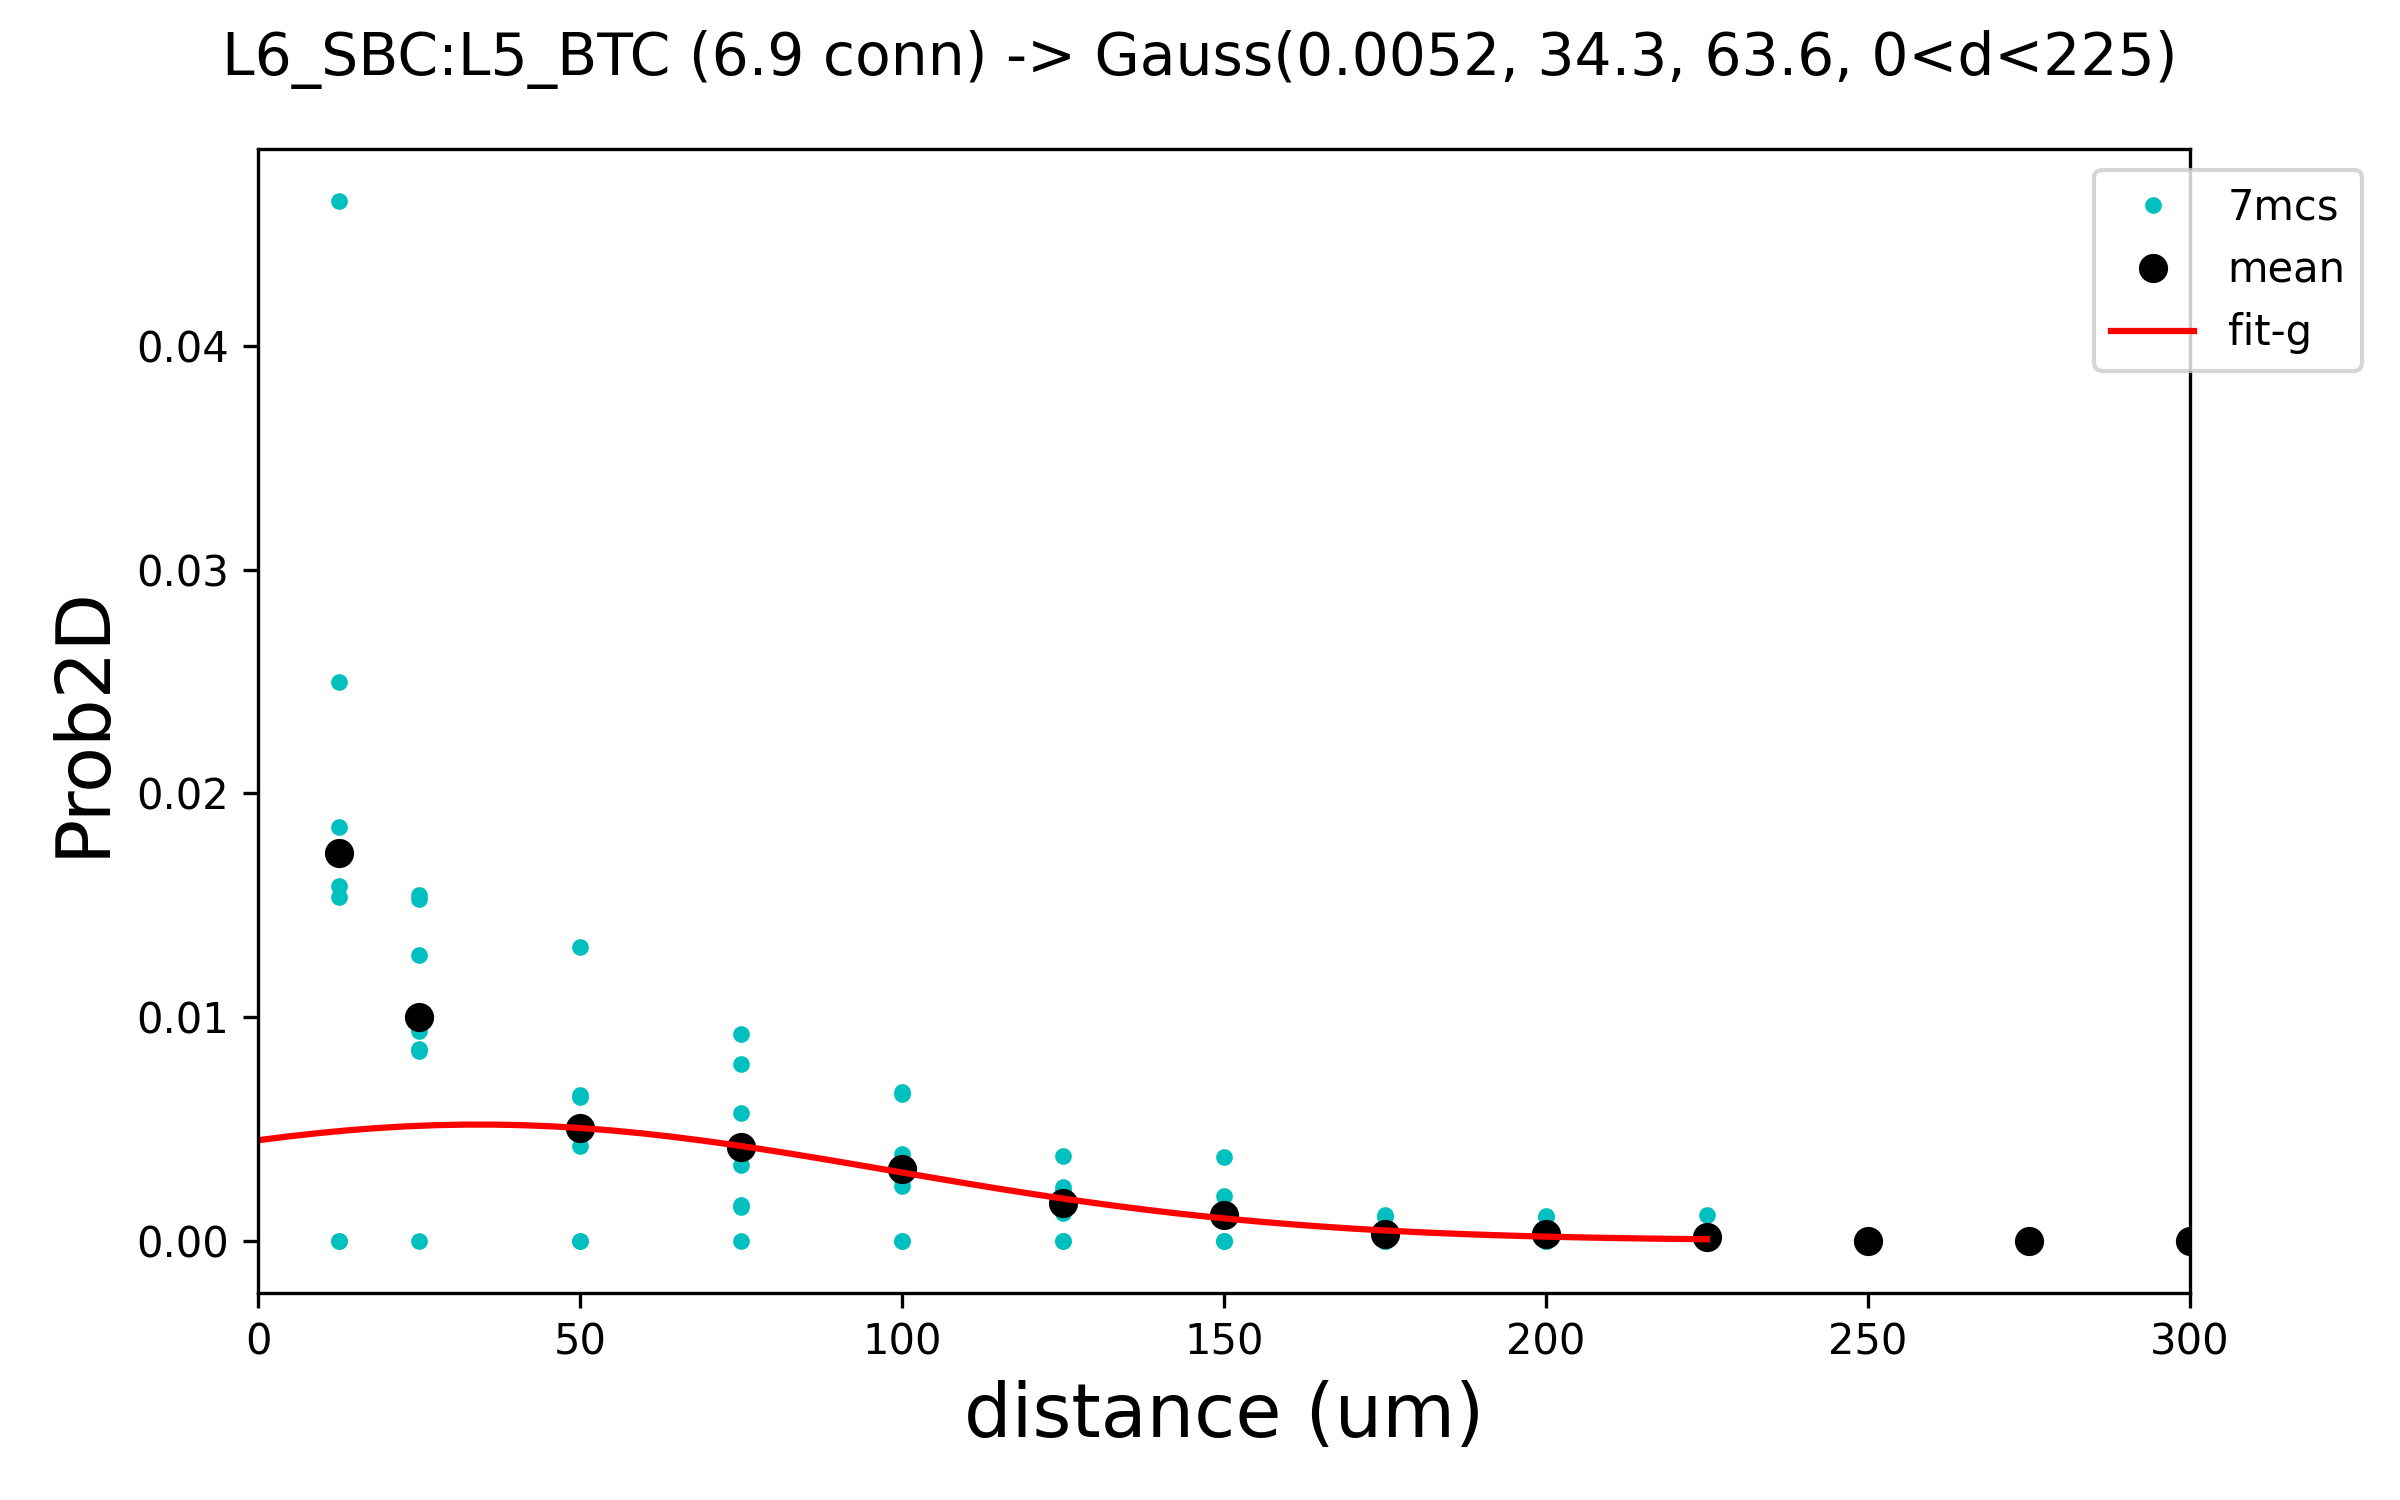 L6_SBC:L5_BTC (6.9 conn) -> Gauss(0.0052, 34.3, 63.6, 0<d<225)
7mcs
mean
fit-g
Prob2D
0.04
0.03
0.02
0.01
0.00
0 50 100 150 200 250 300
distance (um)